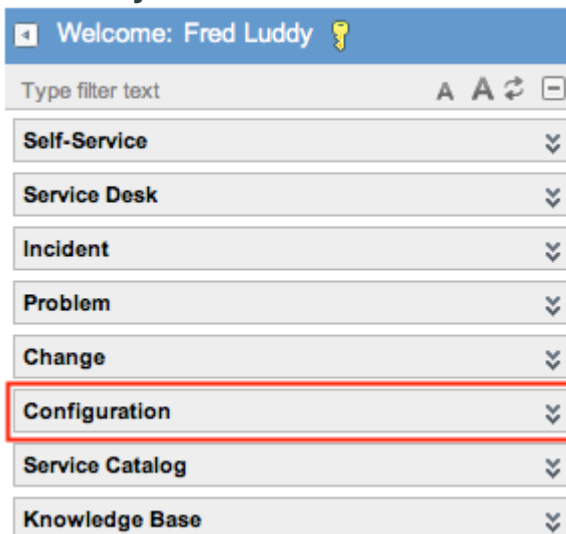 Welcome: Fred Luddy
Type filter text A A
Self-Service
Service Desk
Incident
Problem
Change
Configuration
Service Catalog
Knowledge Base